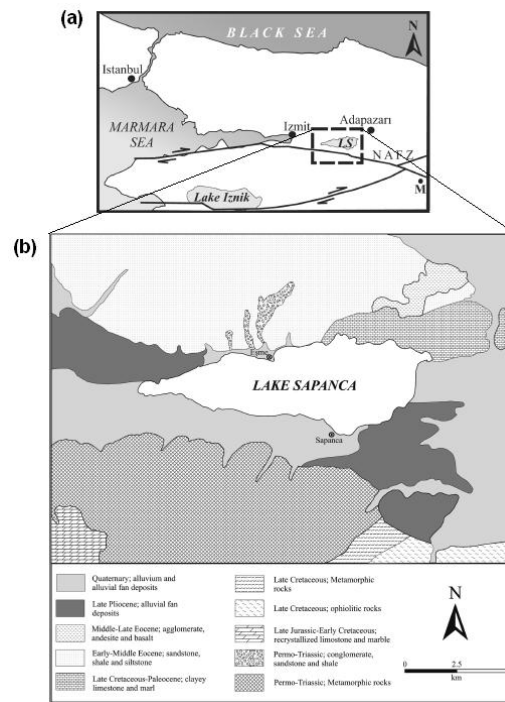 (a)
BLACK SEA
N
Istanbul
MARMARA
SEA
Izmit
Adapazarı
LS
NAFZ
M
Lake Iznik
(b)
LAKE SAPANCA
Sapanca
Quaternary; alluvium and
alluvial fan deposits
Late Pliocene; alluvial fan
deposits
Middle-Late Eocene; agglomerate,
andesite and basalt
Early-Middle Eocene; sandstone,
shale and siltstone
Late Cretaceous-Paleocene; clayey
limestone and marl
Late Cretaceous; Metamorphic
rocks
Late Cretaceous; ophiolitic rocks
Late Jurassic-Early Cretaceous;
recrystallized limestone and marble
Permo-Triassic; conglomerate,
sandstone and shale
Permo-Triassic; Metamorphic rocks
N
0 2.5
km